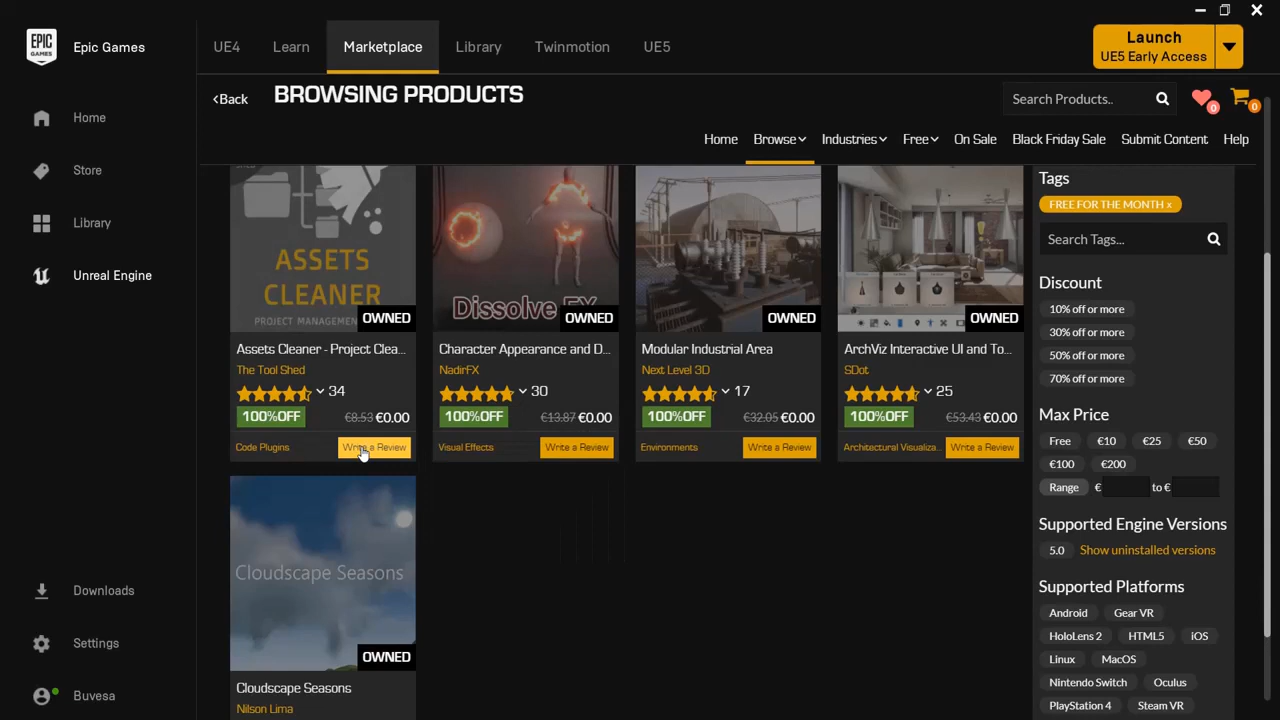 EPIC GAMES
Epic Games
UE4
Learn
Marketplace
Library
Twinmotion
UE5
Launch
UE5 Early Access
Home
Store
Library
Unreal Engine
Downloads
Settings
Buvesa
‹Back
BROWSING PRODUCTS
Search Products..
0
0
Home
Browse
Industries
Free
On Sale
Black Friday Sale
Submit Content
Help
ASSETS
CLEANER
OWNED
Assets Cleaner - Project Clea...
The Tool Shed
34
100%OFF
€8.53 €0.00
Code Plugins
Write a Review
Dissolve FX
OWNED
Character Appearance and D...
NadirFX
30
100%OFF
€13.87 €0.00
Visual Effects
Write a Review
OWNED
Modular Industrial Area
Next Level 3D
17
100%OFF
€32.05 €0.00
Environments
Write a Review
OWNED
ArchViz Interactive UI and To...
SDot
25
100%OFF
€53.43 €0.00
Architectural Visualiza...
Write a Review
Cloudscape Seasons
OWNED
Cloudscape Seasons
Nilson Lima
Tags
FREE FOR THE MONTH x
Search Tags...
Discount
10% off or more
30% off or more
50% off or more
70% off or more
Max Price
Free €10 €25 €50
€100 €200
Range € to €
Supported Engine Versions
5.0 Show uninstalled versions
Supported Platforms
Android Gear VR
HoloLens 2 HTML5 iOS
Linux MacOS
Nintendo Switch Oculus
PlayStation 4 Steam VR